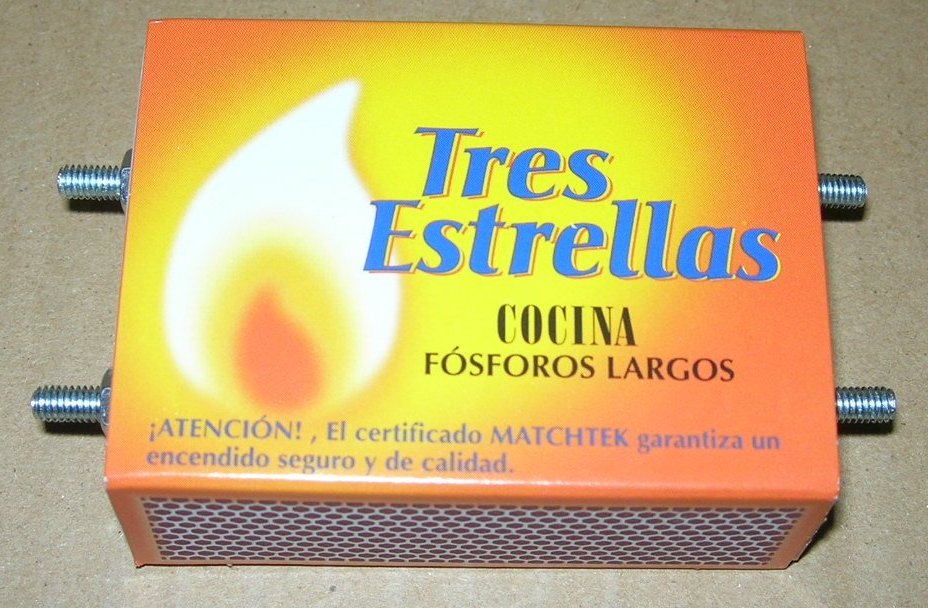 Tres
Estrellas
COCINA
FÓSFOROS LARGOS
¡ATENCIÓN! , El certificado MATCHTEK garantiza un
encendido seguro y de calidad.